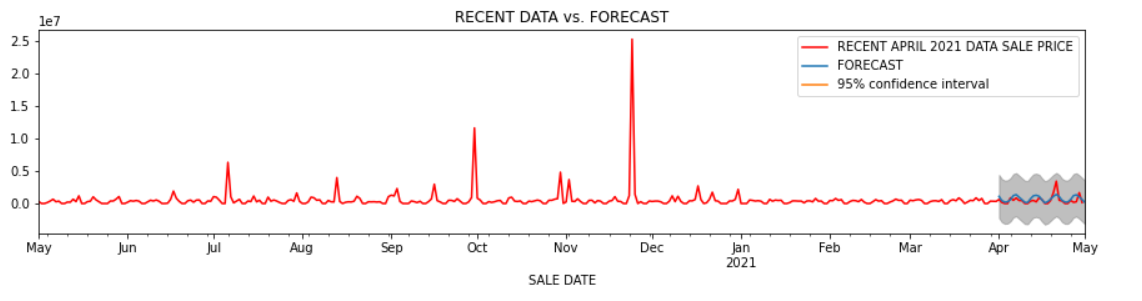 RECENT DATA vs. FORECAST
1e7
2.5
2.0
1.5
1.0
0.5
0.0
RECENT APRIL 2021 DATA SALE PRICE
FORECAST
95% confidence interval
May Jun Jul Aug Sep Oct Nov Dec Jan Feb Mar Apr May
2021
SALE DATE